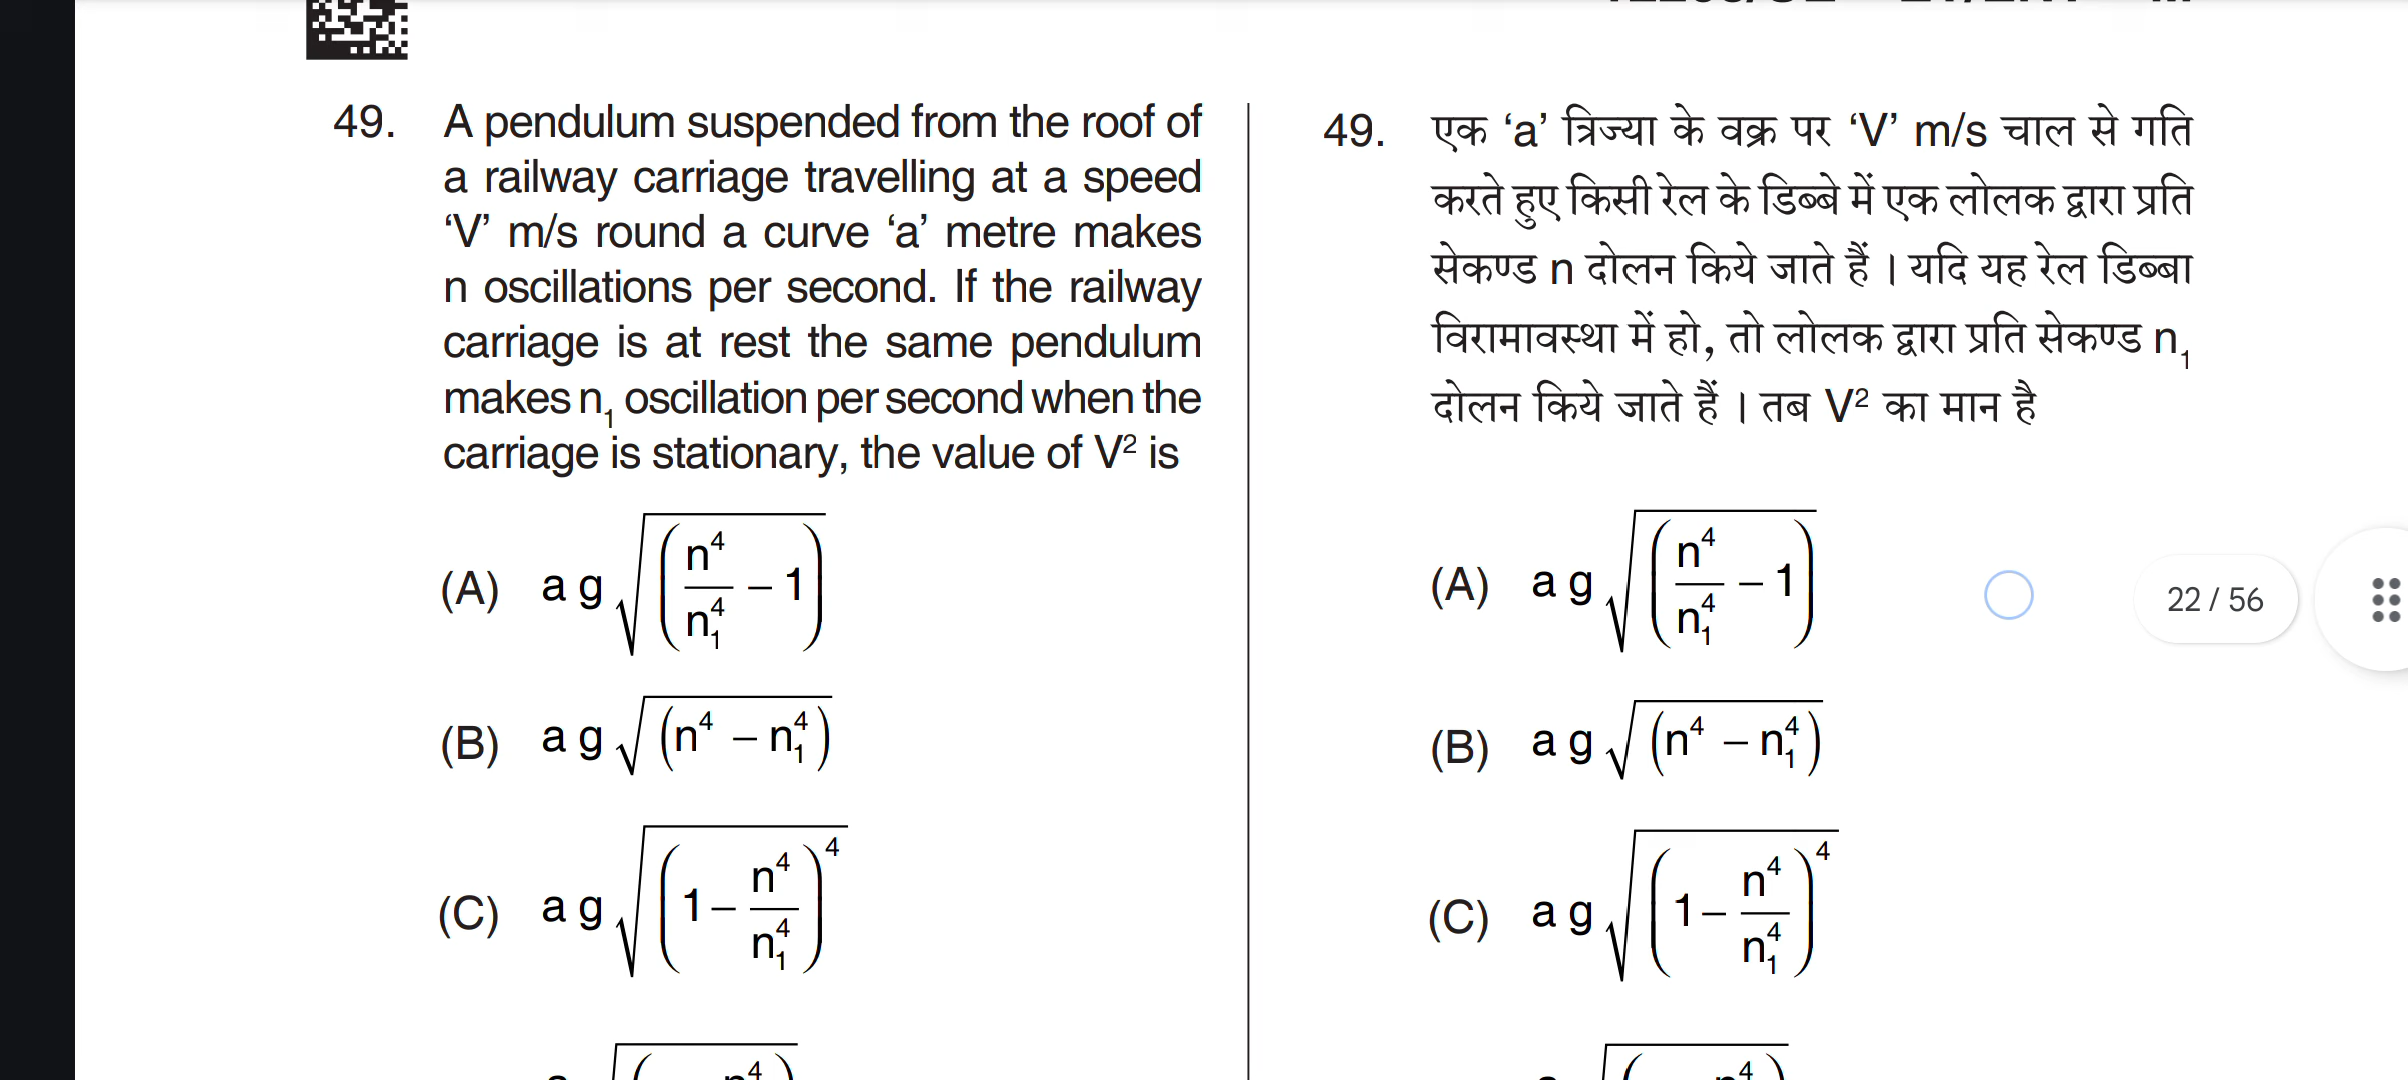 49. A pendulum suspended from the roof of
a railway carriage travelling at a speed
‘V’ m/s round a curve ‘a’ metre makes
n oscillations per second. If the railway
carriage is at rest the same pendulum
makes n₁ oscillation per second when the
carriage is stationary, the value of V² is
(A) a g √(n⁴/n₁⁴ – 1)
(B) a g √(n⁴ – n₁⁴)
(C) a g √(1 – n⁴/n₁⁴)⁴
49. एक ‘a’ त्रिज्या के वक्र पर ‘V’ m/s चाल से गति
करते हुए किसी रेल के डिब्बे में एक लोलक द्वारा प्रति
सेकण्ड n दोलन किये जाते हैं । यदि यह रेल डिब्बा
विरामावस्था में हो, तो लोलक द्वारा प्रति सेकण्ड n₁
दोलन किये जाते हैं । तब V² का मान है
(A) a g √(n⁴/n₁⁴ – 1)
(B) a g √(n⁴ – n₁⁴)
(C) a g √(1 – n⁴/n₁⁴)⁴
22 / 56